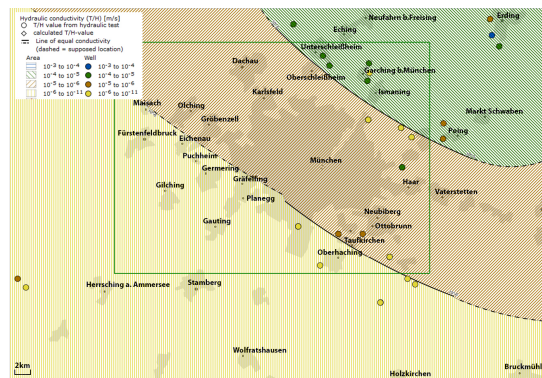 Hydraulic conductivity (T/H) [m/s]
T/H value from hydraulic test
calculated T/H-value
Line of equal conductivity
(dashed = supposed location)
Area Well
10-3 to 10-4 10-3 to 10-4
10-4 to 10-5 10-4 to 10-5
10-5 to 10-6 10-5 to 10-6
10-6 to 10-11 10-6 to 10-11
Neufahrn b.Freising
Erding
Eching
Unterschleißheim
Dachau
Oberschleißheim
Garching b.München
Karlsfeld
Ismaning
Maisach
Olching
Markt Schwaben
Gröbenzell
Fürstenfeldbruck
Eichenau
Poing
Puchheim
München
Germering
Gilching
Gräfelfing
Haar
Vaterstetten
Planegg
Gauting
Neubiberg
Ottobrunn
Taufkirchen
Oberhaching
Herrsching a. Ammersee
Starnberg
Wolfratshausen
2km
Holzkirchen
Bruckmühl